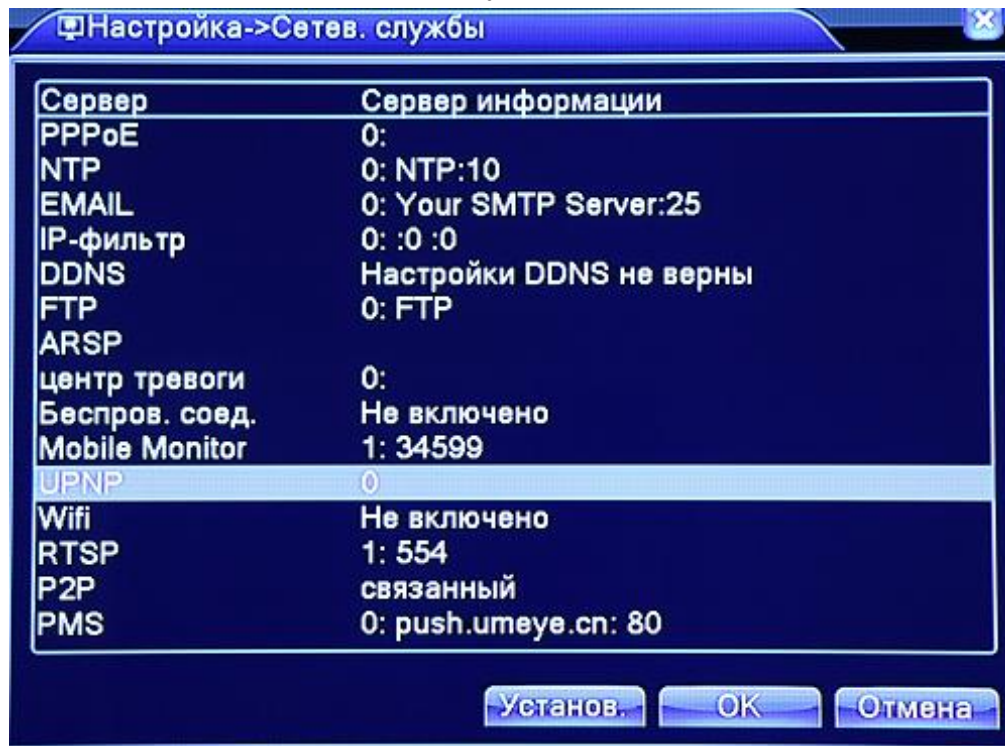 Настройка->Сетев. службы
Сервер Сервер информации
PPPoE 0:
NTP 0: NTP:10
EMAIL 0: Your SMTP Server:25
IP-фильтр 0: :0 :0
DDNS Настройки DDNS не верны
FTP 0: FTP
ARSP
центр тревоги 0:
Беспров. соед. Не включено
Mobile Monitor 1: 34599
UPNP 0
Wifi Не включено
RTSP 1: 554
P2P связанный
PMS 0: push.umeye.cn: 80
Установ. OK Отмена